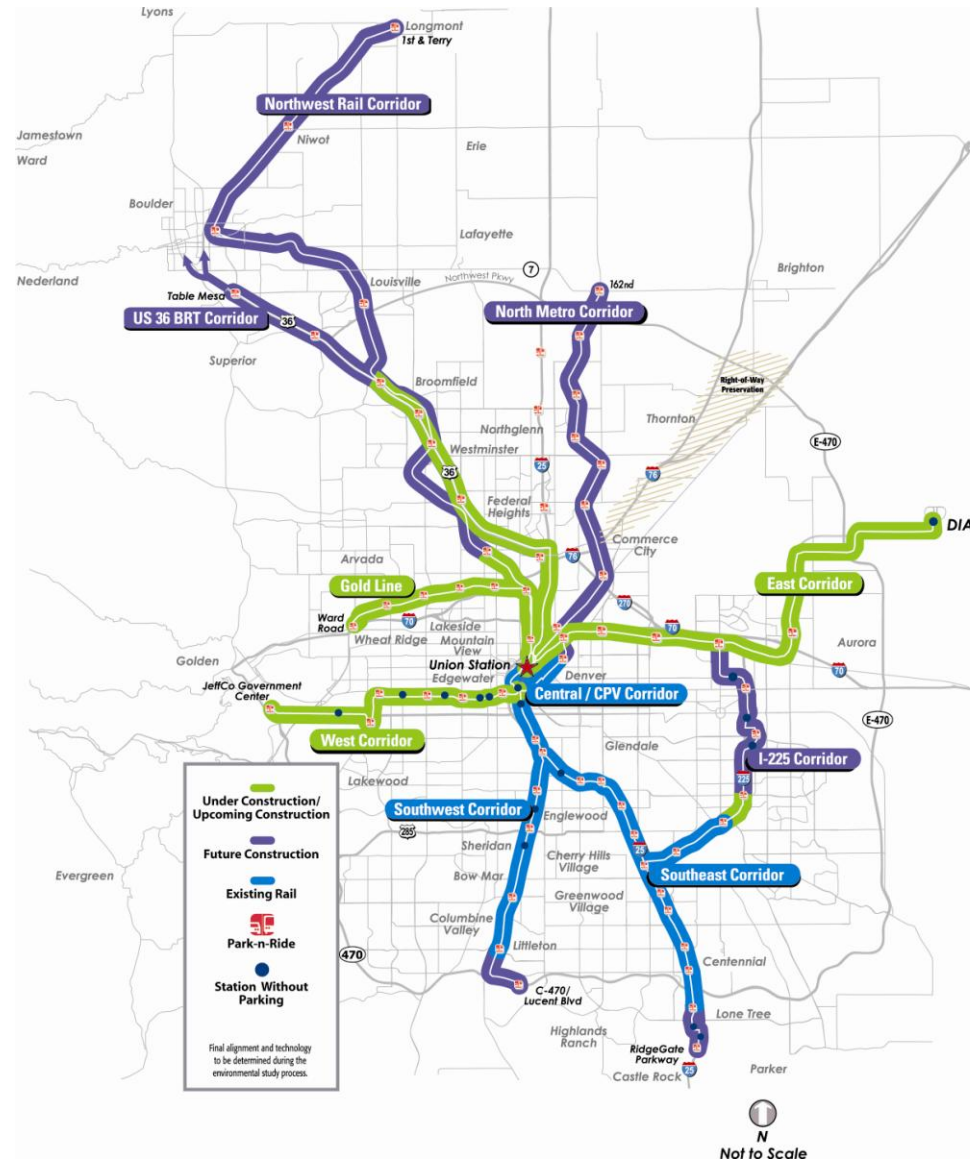 Lyons
Longmont
1st & Terry
Northwest Rail Corridor
Jamestown
Ward
Niwot
Erie
Boulder
Lafayette
Nederland
Louisville
Northwest Pkwy
7
162nd
Brighton
Table Mesa
US 36 BRT Corridor
36
North Metro Corridor
Superior
Broomfield
Right-of-Way
Preservation
Thornton
Northglenn
E-470
Westminster
36
25
76
Federal
Heights
DIA
Commerce
City
Arvada
76
Gold Line
East Corridor
270
Ward
Road
70
Lakeside
70
Wheat Ridge
Mountain
View
Aurora
Golden
Union Station
Edgewater
Denver
70
JeffCo Government
Center
Central / CPV Corridor
E-470
West Corridor
Glendale
I-225 Corridor
Lakewood
225
Southwest Corridor
Englewood
285
Sheridan
Cherry Hills
Village
25
Southeast Corridor
Bow Mar
Evergreen
Greenwood
Village
Columbine
Valley
Littleton
Centennial
470
C-470/
Lucent Blvd
Lone Tree
Highlands
Ranch
RidgeGate
Parkway
Castle Rock
25
Parker
Under Construction/
Upcoming Construction
Future Construction
Existing Rail
Park-n-Ride
Station Without
Parking
Final alignment and technology
to be determined during the
environmental study process.
N
Not to Scale